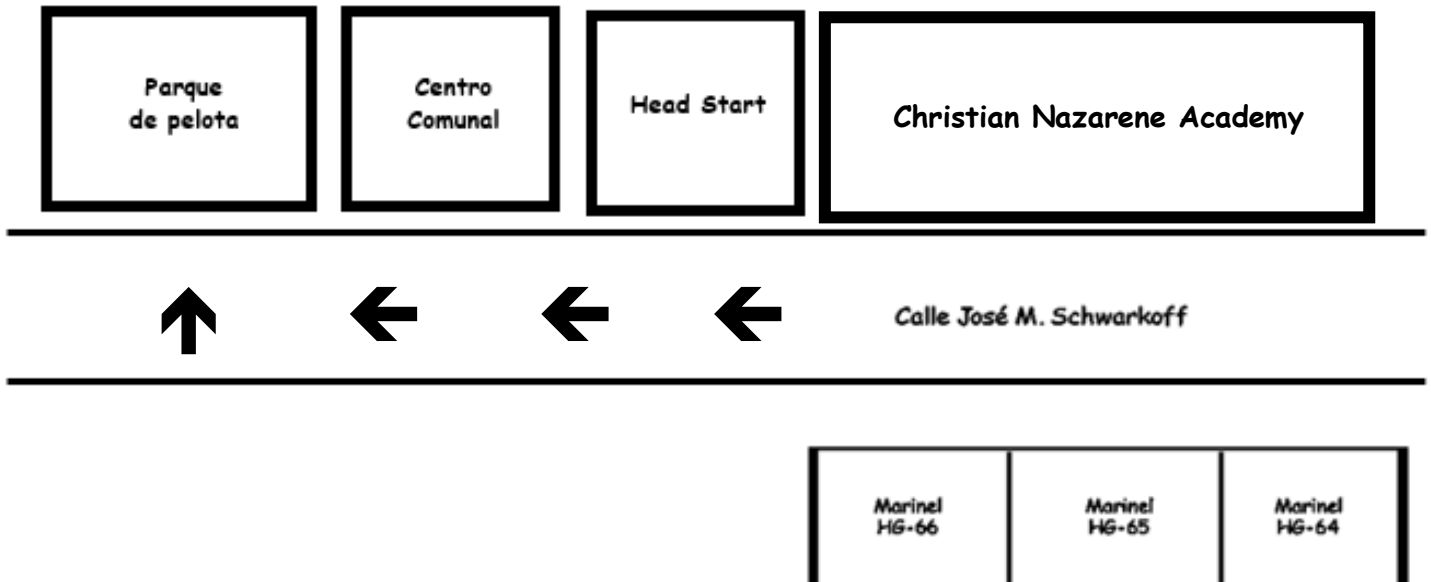 Parque
de pelota
Centro
Comunal
Head Start
Christian Nazarene Academy
Calle José M. Schwarkoff
Marinel
HG-66
Marinel
HG-65
Marinel
HG-64